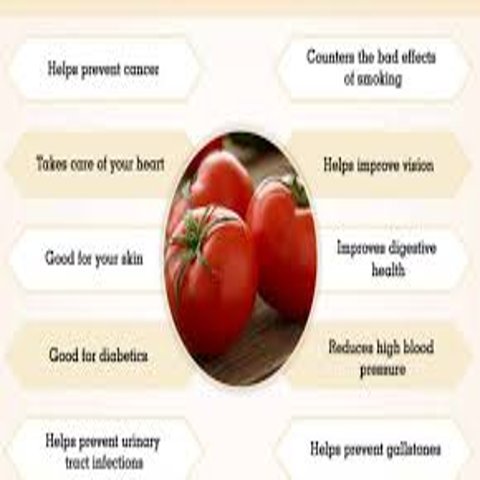 Helps prevent cancer
Counters the bad effects
of smoking
Takes care of your heart
Helps improve vision
Good for your skin
Improves digestive
health
Good for diabetics
Reduces high blood
pressure
Helps prevent urinary
tract infections
Helps prevent gallstones